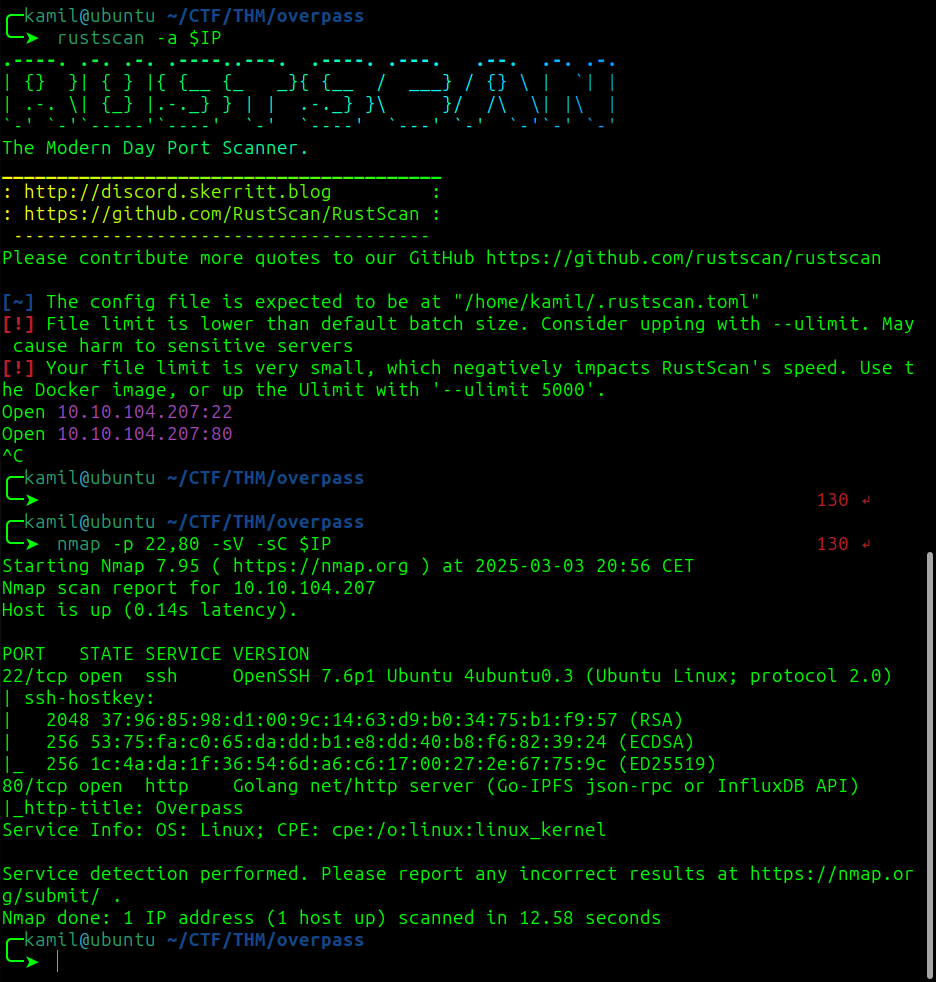 kamil@ubuntu ~/CTF/THM/overpass
rustscan -a $IP
.----. .-. .-. .----..---.  .----. .---.   .--.  .-. .-.
| {}  }| { } |{ {__ {_   _}{ {__  /  ___} / {} \ |  `| |
| .-. \| {_} |.-._} } | |  .-._} }\     }/  /\  \| |\  |
`-' `-'`-----'`----'  `-'  `----'  `---' `-'  `-'`-' `-'
The Modern Day Port Scanner.
________________________________________
: http://discord.skerritt.blog         :
: https://github.com/RustScan/RustScan :
 --------------------------------------
Please contribute more quotes to our GitHub https://github.com/rustscan/rustscan
[~] The config file is expected to be at "/home/kamil/.rustscan.toml"
[!] File limit is lower than default batch size. Consider upping with --ulimit. May
 cause harm to sensitive servers
[!] Your file limit is very small, which negatively impacts RustScan's speed. Use t
he Docker image, or up the Ulimit with '--ulimit 5000'.
Open 10.10.104.207:22
Open 10.10.104.207:80
^C
kamil@ubuntu ~/CTF/THM/overpass
130 ↵
kamil@ubuntu ~/CTF/THM/overpass
nmap -p 22,80 -sV -sC $IP 130 ↵
Starting Nmap 7.95 ( https://nmap.org ) at 2025-03-03 20:56 CET
Nmap scan report for 10.10.104.207
Host is up (0.14s latency).
PORT   STATE SERVICE VERSION
22/tcp open  ssh     OpenSSH 7.6p1 Ubuntu 4ubuntu0.3 (Ubuntu Linux; protocol 2.0)
| ssh-hostkey:
|   2048 37:96:85:98:d1:00:9c:14:63:d9:b0:34:75:b1:f9:57 (RSA)
|   256 53:75:fa:c0:65:da:dd:b1:e8:dd:40:b8:f6:82:39:24 (ECDSA)
|_  256 1c:4a:da:1f:36:54:6d:a6:c6:17:00:27:2e:67:75:9c (ED25519)
80/tcp open  http    Golang net/http server (Go-IPFS json-rpc or InfluxDB API)
|_http-title: Overpass
Service Info: OS: Linux; CPE: cpe:/o:linux:linux_kernel
Service detection performed. Please report any incorrect results at https://nmap.or
g/submit/ .
Nmap done: 1 IP address (1 host up) scanned in 12.58 seconds
kamil@ubuntu ~/CTF/THM/overpass